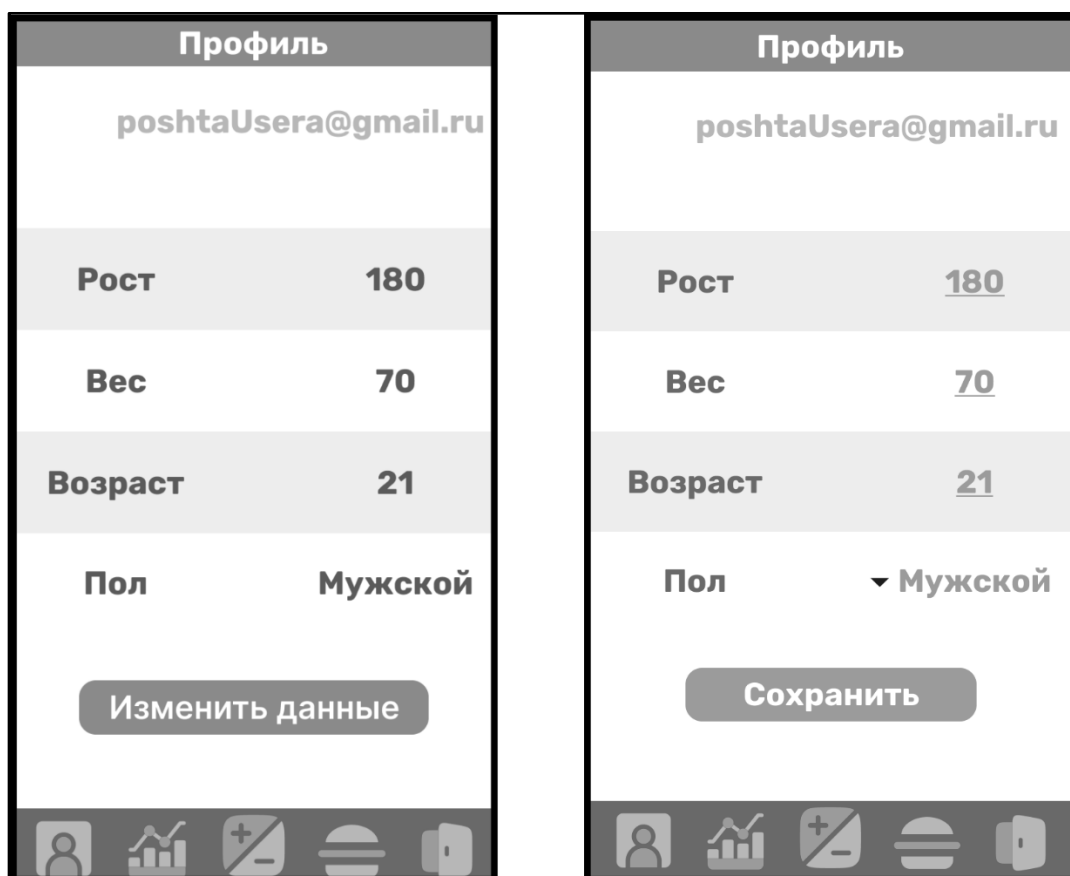 Профиль
poshtaUsera@gmail.ru
Рост 180
Вес 70
Возраст 21
Пол Мужской
Изменить данные
Профиль
poshtaUsera@gmail.ru
Рост 180
Вес 70
Возраст 21
Пол Мужской
Сохранить